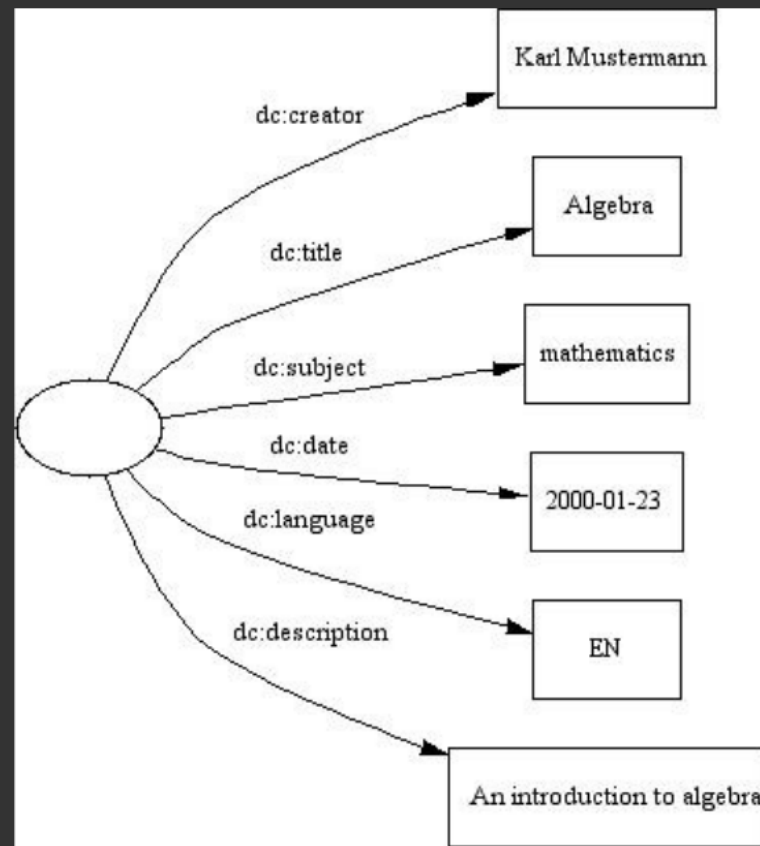 Karl Mustermann
dc:creator
Algebra
dc:title
mathematics
dc:subject
dc:date
2000-01-23
dc:language
EN
dc:description
An introduction to algebra